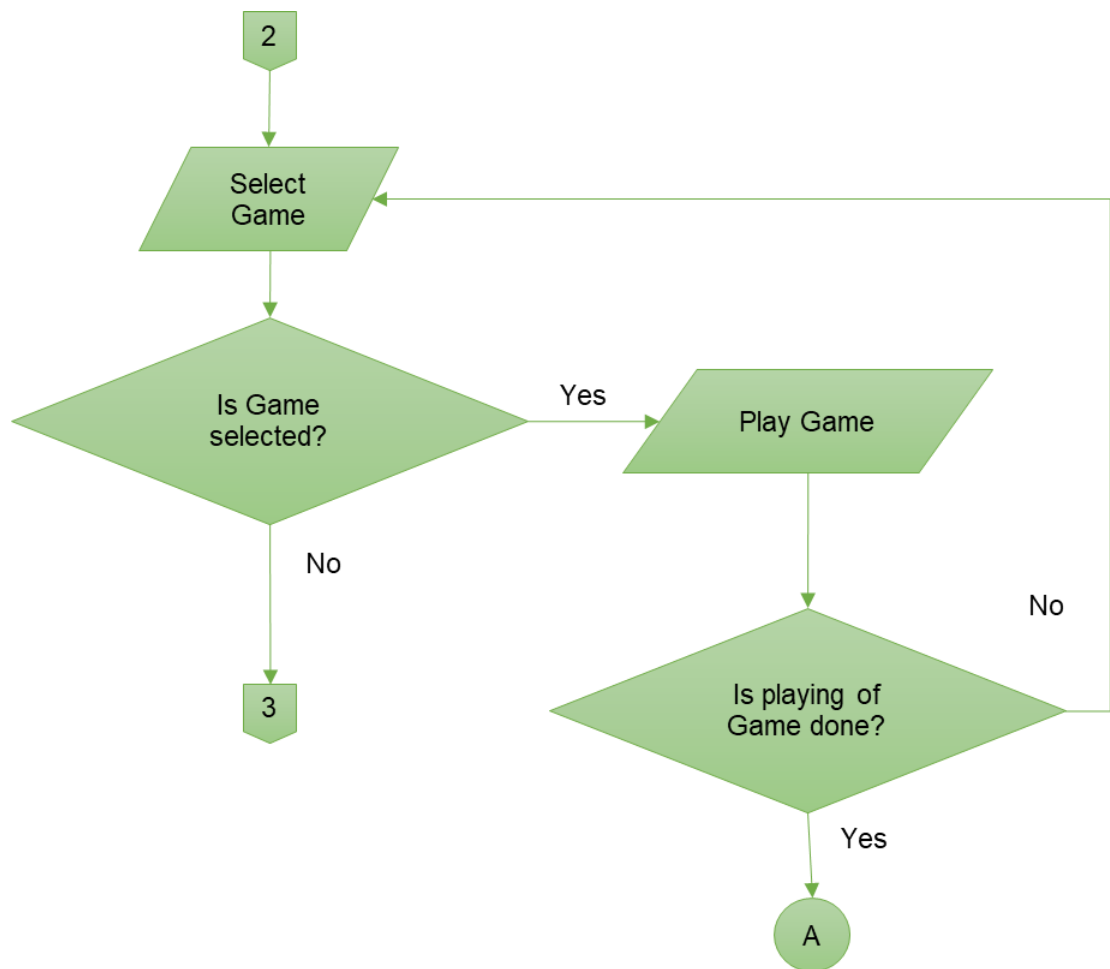 2
Select
Game
Is Game
selected?
Yes
Play Game
No
No
3
Is playing of
Game done?
Yes
A